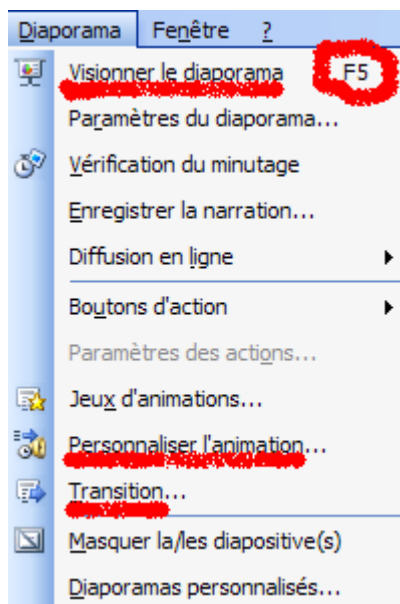 Diaporama Fenêtre ?
Visionner le diaporama F5
Paramètres du diaporama...
Vérification du minutage
Enregistrer la narration...
Diffusion en ligne
Boutons d'action
Paramètres des actions...
Jeux d'animations...
Personnaliser l'animation...
Transition...
Masquer la/les diapositive(s)
Diaporamas personnalisés...